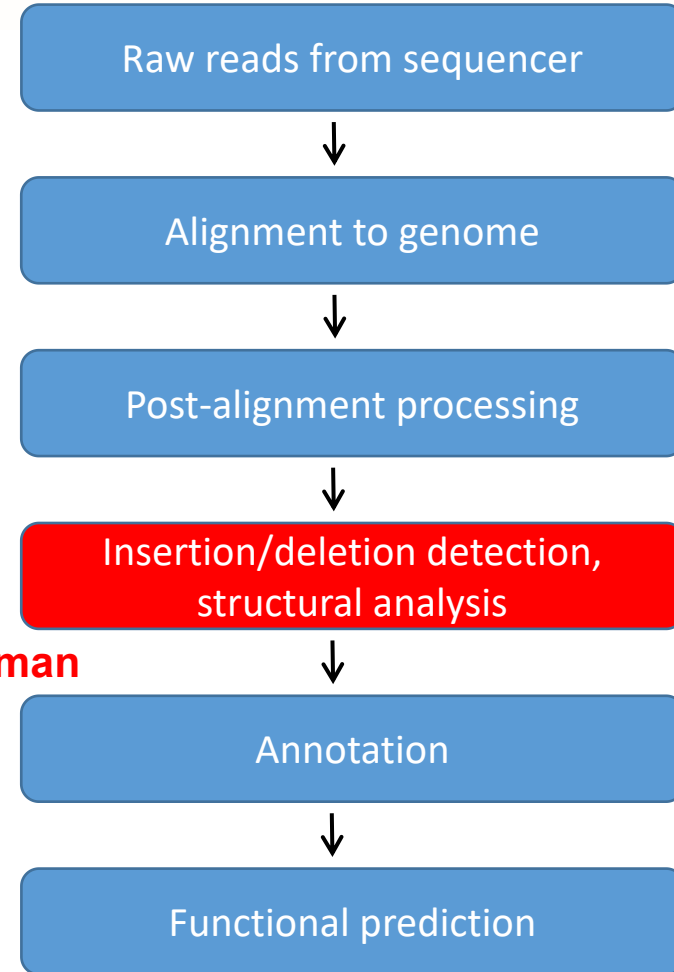 Raw reads from sequencer
Alignment to genome
Post-alignment processing
Insertion/deletion detection,
structural analysis
man
Annotation
Functional prediction